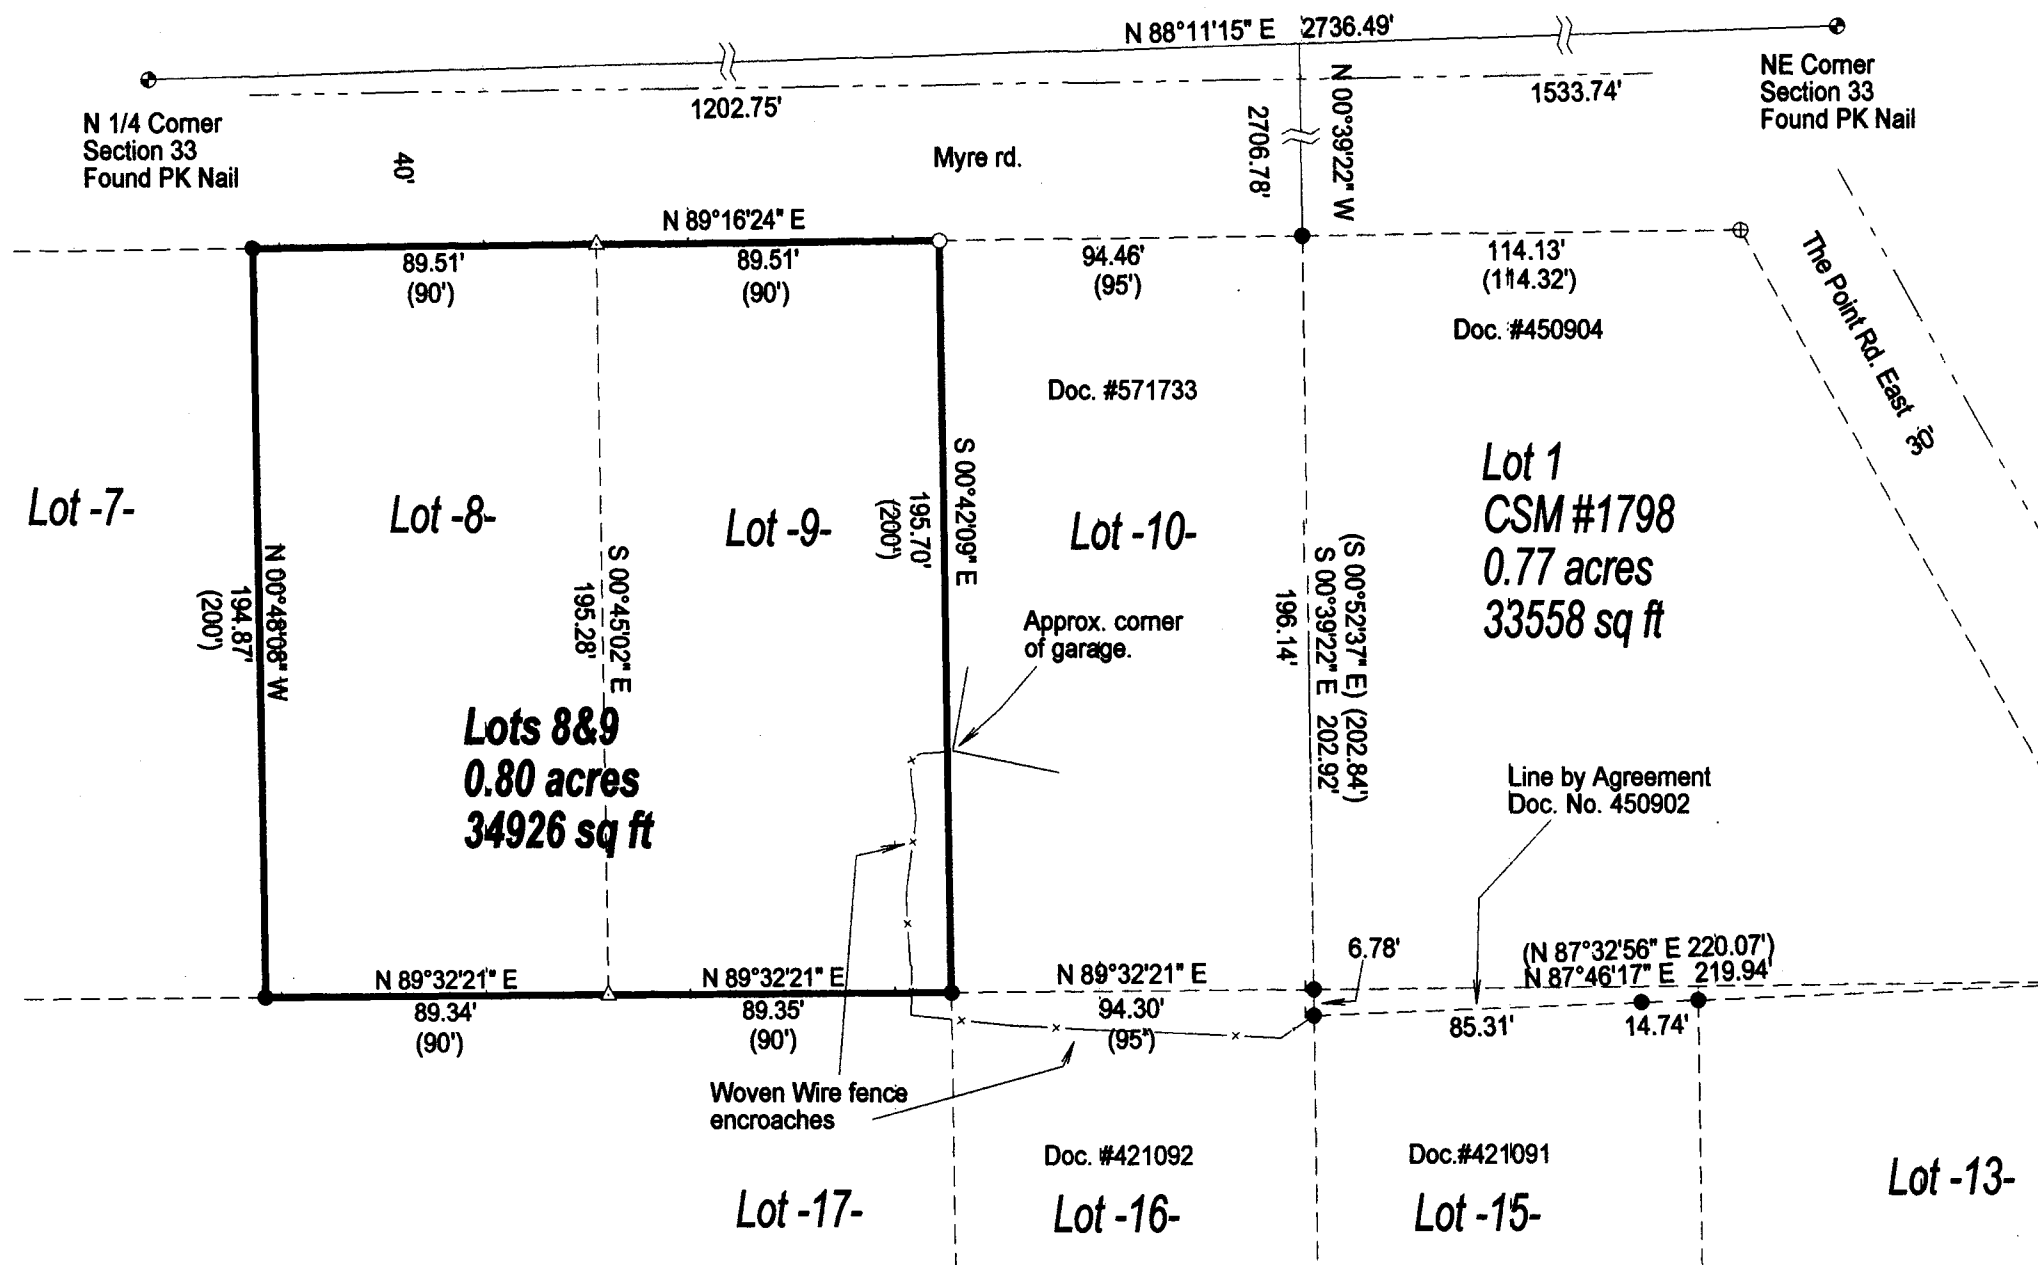 N 88°11'15" E 2736.49'
NE Corner
Section 33
Found PK Nail
N 1/4 Corner
Section 33
Found PK Nail
1202.75'
1533.74'
N 00°39'22" W
2706.78'
40'
Myre rd.
N 89°16'24" E
89.51'
(90')
89.51'
(90')
94.46'
(95')
114.13'
(114.32')
The Point Rd. East
30'
Doc. #450904
Doc. #571733
Lot -7-
Lot -8-
Lot -9-
Lot -10-
Lot 1
CSM #1798
0.77 acres
33558 sq ft
N 00°48'08" W
194.87'
(200')
S 00°45'02" E
195.28'
S 00°42'09" E
195.70'
(200')
(S 00°52'37" E) (202.84')
S 00°39'22" E 202.92'
196.14'
Approx. corner
of garage.
Lots 8&9
0.80 acres
34926 sq ft
Line by Agreement
Doc. No. 450902
N 89°32'21" E
89.34'
(90')
N 89°32'21" E
89.35'
(90')
N 89°32'21" E
94.30'
(95')
6.78'
(N 87°32'56" E 220.07')
N 87°46'17" E 219.94'
85.31'
14.74'
Woven Wire fence
encroaches
Doc. #421092
Doc.#421091
Lot -17-
Lot -16-
Lot -15-
Lot -13-